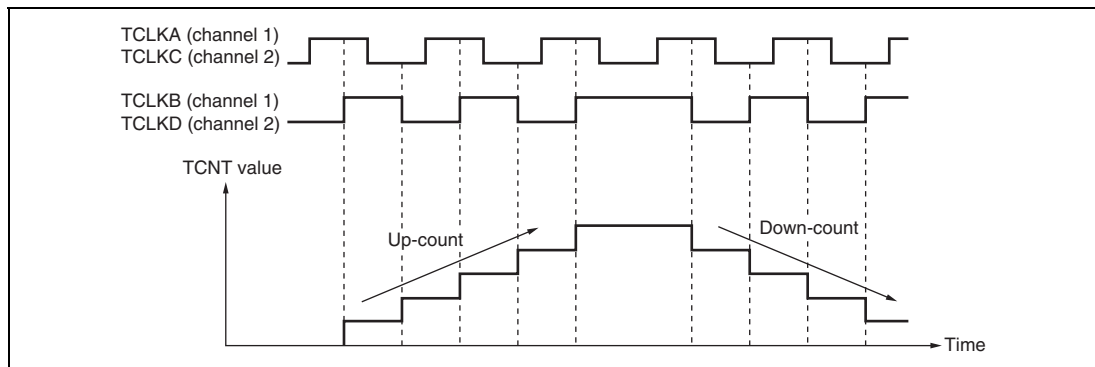 TCLKA (channel 1)
TCLKC (channel 2)
TCLKB (channel 1)
TCLKD (channel 2)
TCNT value
Up-count
Down-count
Time